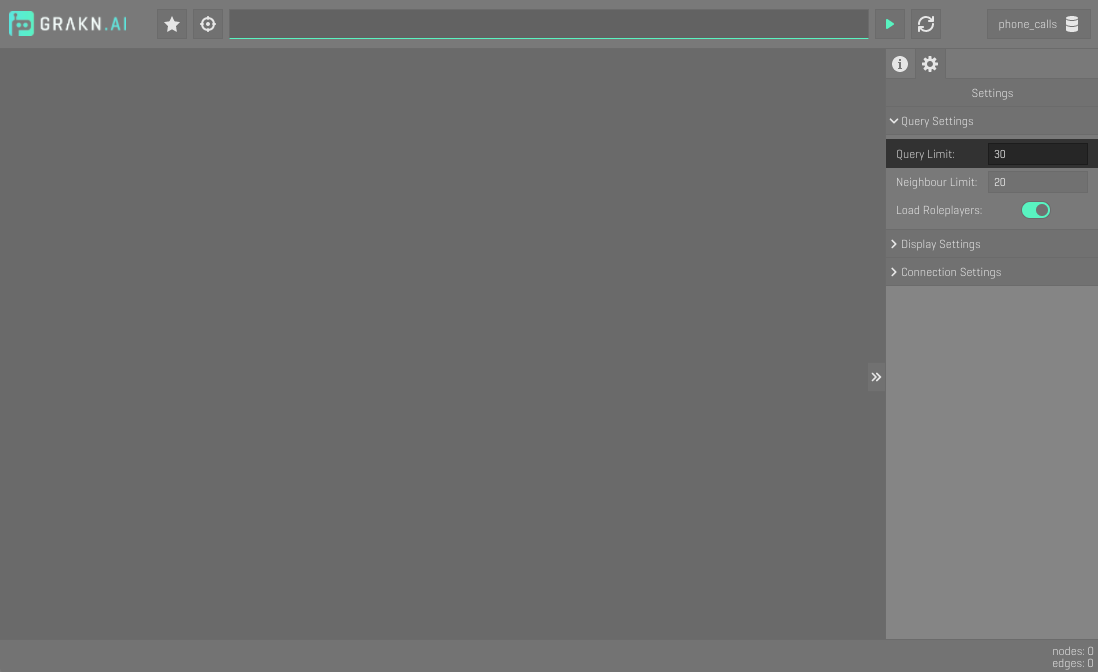 GRAKN.AI
phone_calls
Settings
Query Settings
Query Limit: 30
Neighbour Limit: 20
Load Roleplayers:
Display Settings
Connection Settings
nodes: 0
edges: 0